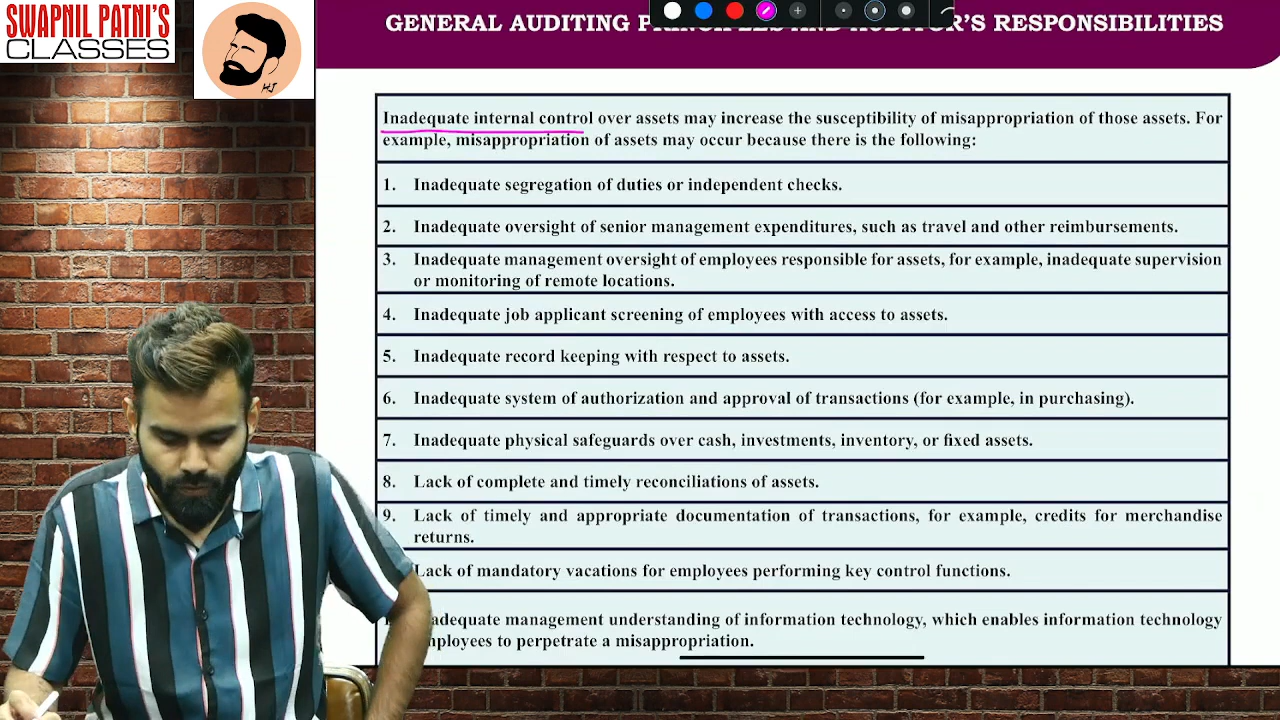 SWAPNIL PATNI'S
CLASSES
HJ
GENERAL AUDITING PRINCIPLES AND AUDITOR'S RESPONSIBILITIES
Inadequate internal control over assets may increase the susceptibility of misappropriation of those assets. For
example, misappropriation of assets may occur because there is the following:
1. Inadequate segregation of duties or independent checks.
2. Inadequate oversight of senior management expenditures, such as travel and other reimbursements.
3. Inadequate management oversight of employees responsible for assets, for example, inadequate supervision
or monitoring of remote locations.
4. Inadequate job applicant screening of employees with access to assets.
5. Inadequate record keeping with respect to assets.
6. Inadequate system of authorization and approval of transactions (for example, in purchasing).
7. Inadequate physical safeguards over cash, investments, inventory, or fixed assets.
8. Lack of complete and timely reconciliations of assets.
9. Lack of timely and appropriate documentation of transactions, for example, credits for merchandise
returns.
Lack of mandatory vacations for employees performing key control functions.
adequate management understanding of information technology, which enables information technology
mployees to perpetrate a misappropriation.